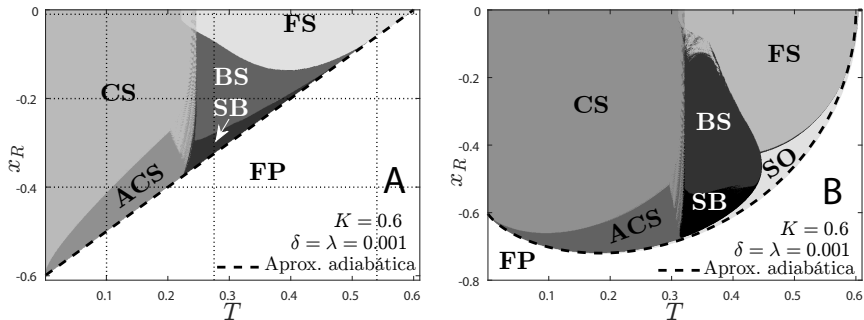 0
-0.2
-0.4
-0.6
x_R
0
0.1
0.2
0.3
0.4
0.5
0.6
T
FS
CS
BS
SB
ACS
FP
A
K = 0.6
δ = λ = 0.001
Aprox. adiabática
0
-0.2
-0.4
-0.6
-0.8
x_R
0.1
0.2
0.3
0.4
0.5
0.6
T
FS
CS
BS
SO
SB
ACS
FP
B
K = 0.6
δ = λ = 0.001
Aprox. adiabática